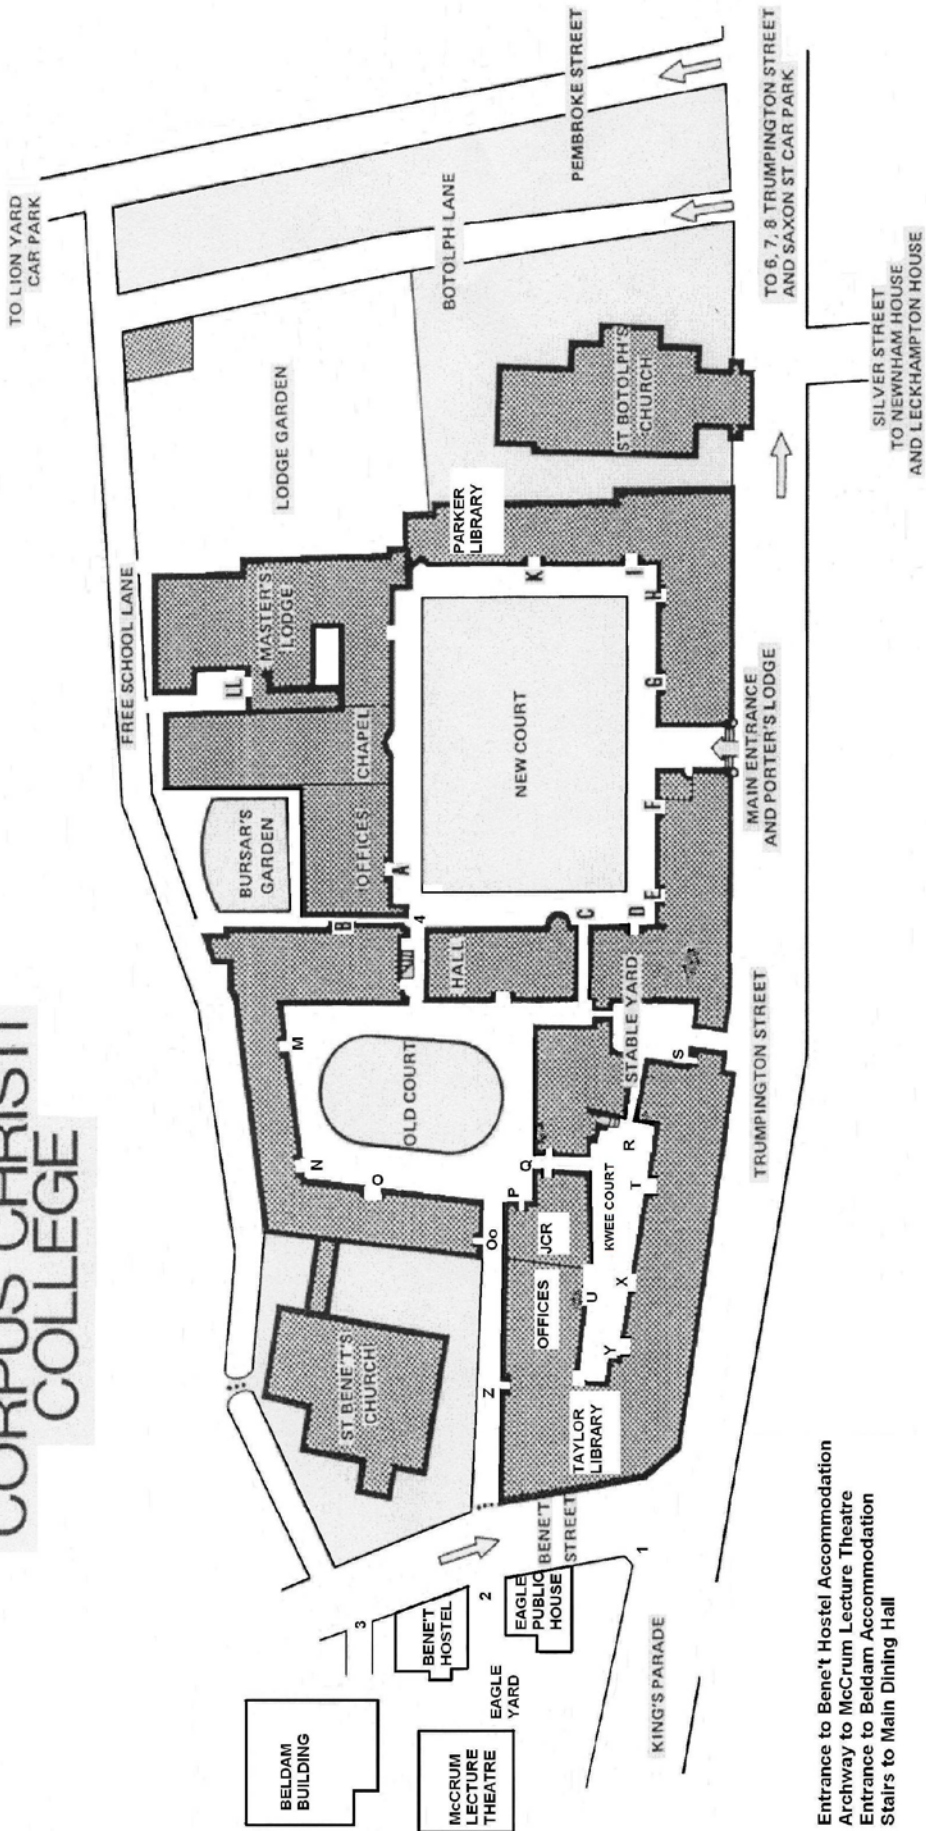 CORPUS CHRISTI
COLLEGE
TO LION YARD
CAR PARK
FREE SCHOOL LANE
BOTOLPH LANE
PEMBROKE STREET
LODGE GARDEN
MASTER'S
LODGE
LL
CHAPEL
BURSAR'S
GARDEN
OFFICES
A
B
4
HALL
NEW COURT
PARKER
LIBRARY
K
I
H
G
F
E
D
C
ST BOTOLPH'S
CHURCH
TO 6, 7, 8 TRUMPINGTON STREET
AND SAXON ST CAR PARK
SILVER STREET
TO NEWNHAM HOUSE
AND LECKHAMPTON HOUSE
MAIN ENTRANCE
AND PORTER'S LODGE
TRUMPINGTON STREET
STABLE YARD
S
OLD COURT
M
N
O
Oo
P
Q
JCR
OFFICES
KWEE COURT
R
T
U
X
Y
Z
TAYLOR
LIBRARY
ST BENE'T'S
CHURCH
BENE'T
STREET
1
2
3
EAGLE
PUBLIC
HOUSE
BENE'T
HOSTEL
EAGLE
YARD
BELDAM
BUILDING
McCRUM
LECTURE
THEATRE
KING'S PARADE
Entrance to Bene't Hostel Accommodation
Archway to McCrum Lecture Theatre
Entrance to Beldam Accommodation
Stairs to Main Dining Hall